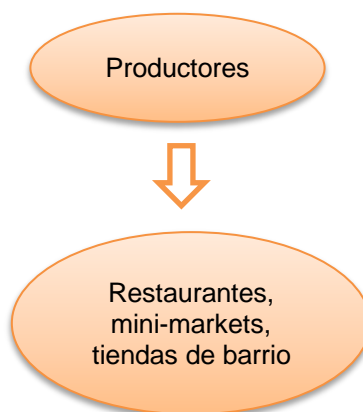 Productores
Restaurantes,
mini-markets,
tiendas de barrio